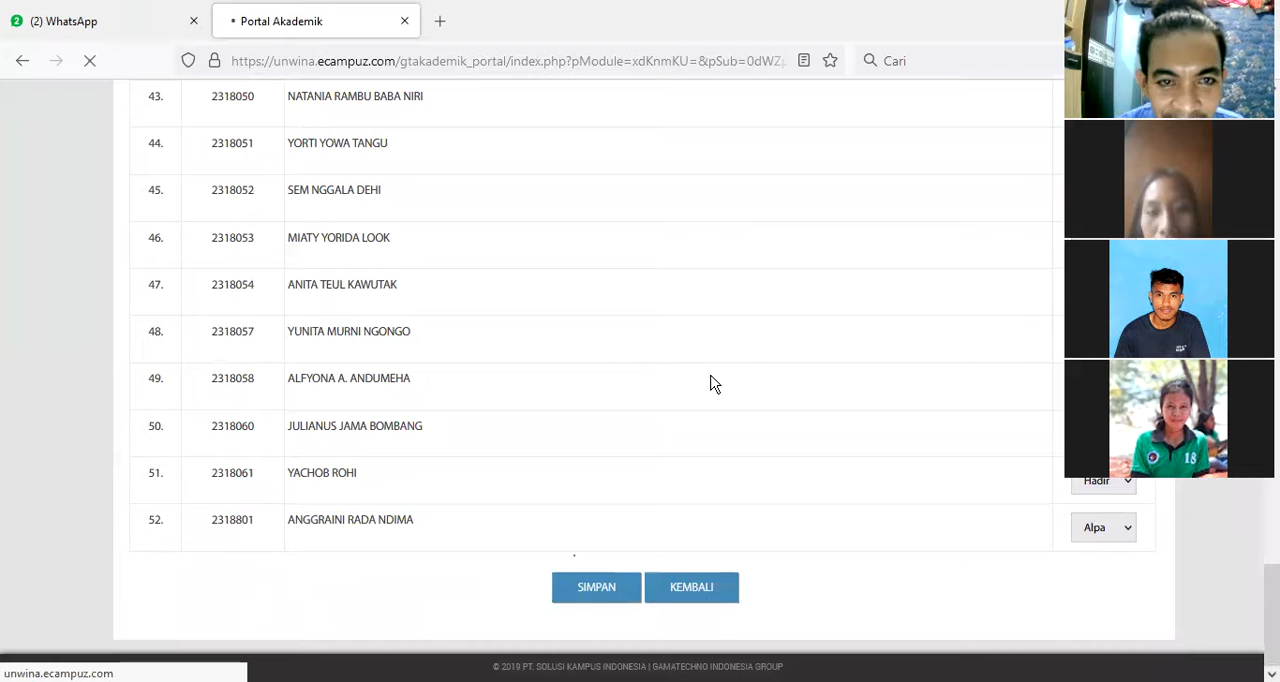 2 (2) WhatsApp
Portal Akademik
https://unwina.ecampuz.com/gtakademik_portal/index.php?pModule=xdKnmKU=&pSub=0dWZ
Cari
43. 2318050 NATANIA RAMBU BABA NIRI
44. 2318051 YORTI YOWA TANGU
45. 2318052 SEM NGGALA DEHI
46. 2318053 MIATY YORIDA LOOK
47. 2318054 ANITA TEUL KAWUTAK
48. 2318057 YUNITA MURNI NGONGO
49. 2318058 ALFYONA A. ANDUMEHA
50. 2318060 JULIANUS JAMA BOMBANG
18
51. 2318061 YACHOB ROHI Hadir
52. 2318801 ANGGRAINI RADA NDIMA Alpa
SIMPAN KEMBALI
© 2019 PT. SOLUSI KAMPUS INDONESIA | GAMATECHNO INDONESIA GROUP
unwina.ecampuz.com